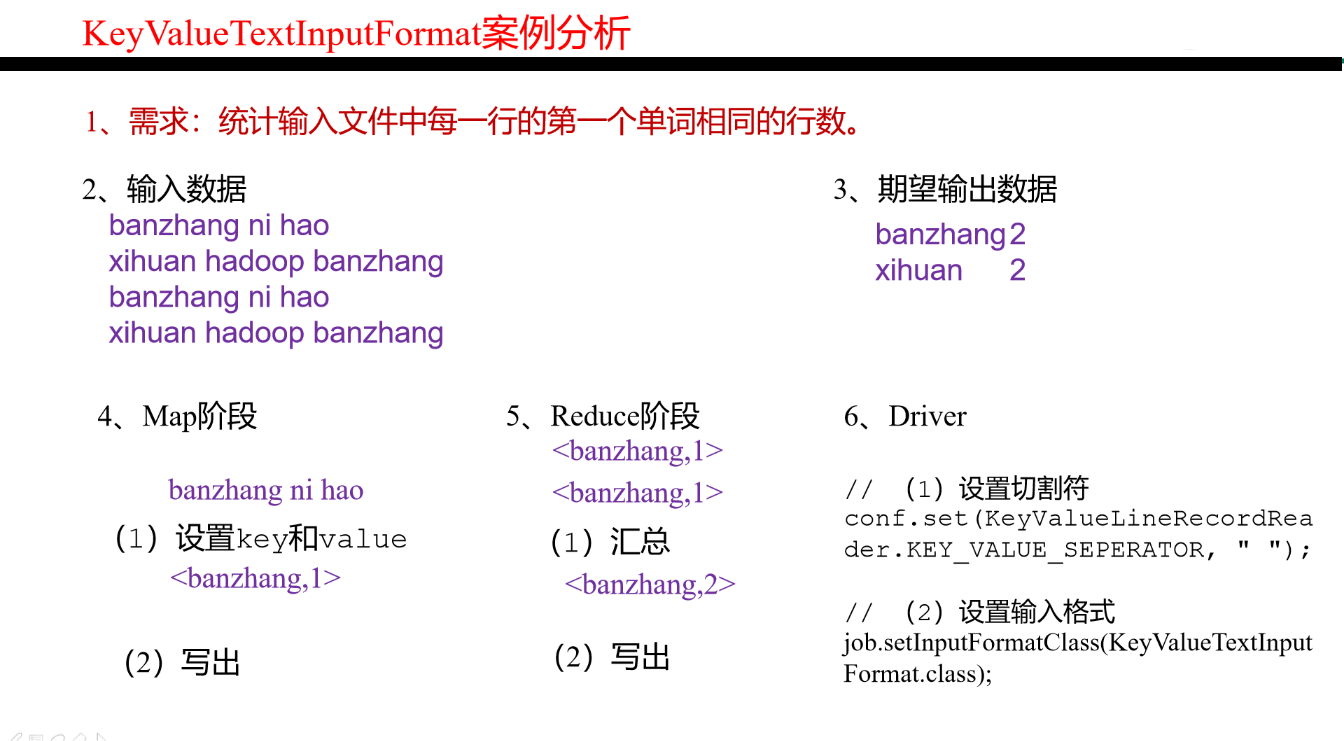 KeyValueTextInputFormat案例分析
1、需求：统计输入文件中每一行的第一个单词相同的行数。
2、输入数据
banzhang ni hao
xihuan hadoop banzhang
banzhang ni hao
xihuan hadoop banzhang
3、期望输出数据
banzhang 2
xihuan 2
4、Map阶段
banzhang ni hao
（1）设置key和value
<banzhang,1>
（2）写出
5、Reduce阶段
<banzhang,1>
<banzhang,1>
（1）汇总
<banzhang,2>
（2）写出
6、Driver
// （1）设置切割符
conf.set(KeyValueLineRecordRea
der.KEY_VALUE_SEPERATOR, " ");
// （2）设置输入格式
job.setInputFormatClass(KeyValueTextInput
Format.class);